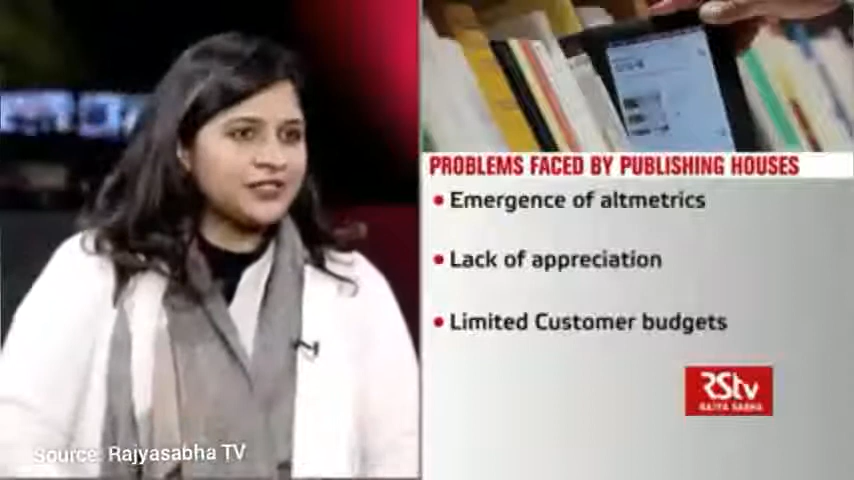 PROBLEMS FACED BY PUBLISHING HOUSES
• Emergence of altmetrics
• Lack of appreciation
• Limited Customer budgets
RSTV
RAJYA SABHA
Source: Rajyasabha TV